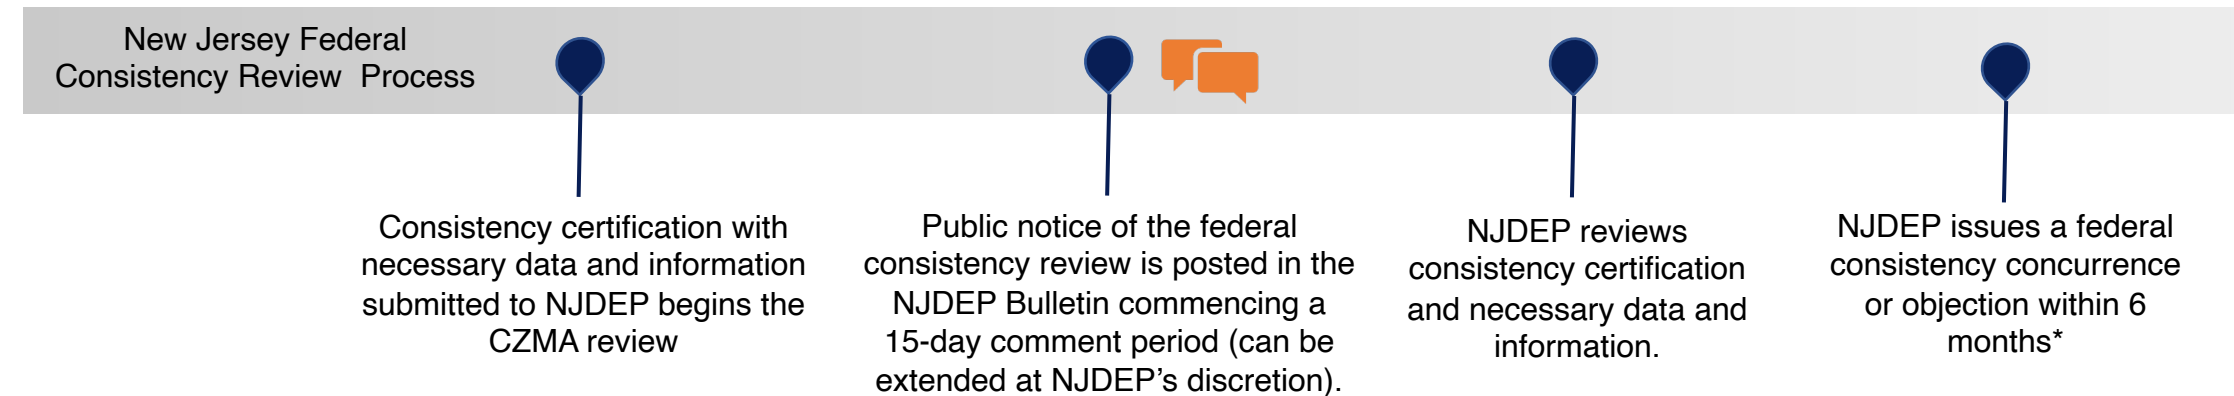 New Jersey Federal
Consistency Review  Process
Consistency certification with
necessary data and information
submitted to NJDEP begins the
CZMA review
Public notice of the federal
consistency review is posted in the
NJDEP Bulletin commencing a
15-day comment period (can be
extended at NJDEP’s discretion).
NJDEP reviews
consistency certification
and necessary data and
information.
NJDEP issues a federal
consistency concurrence
or objection within 6
months*